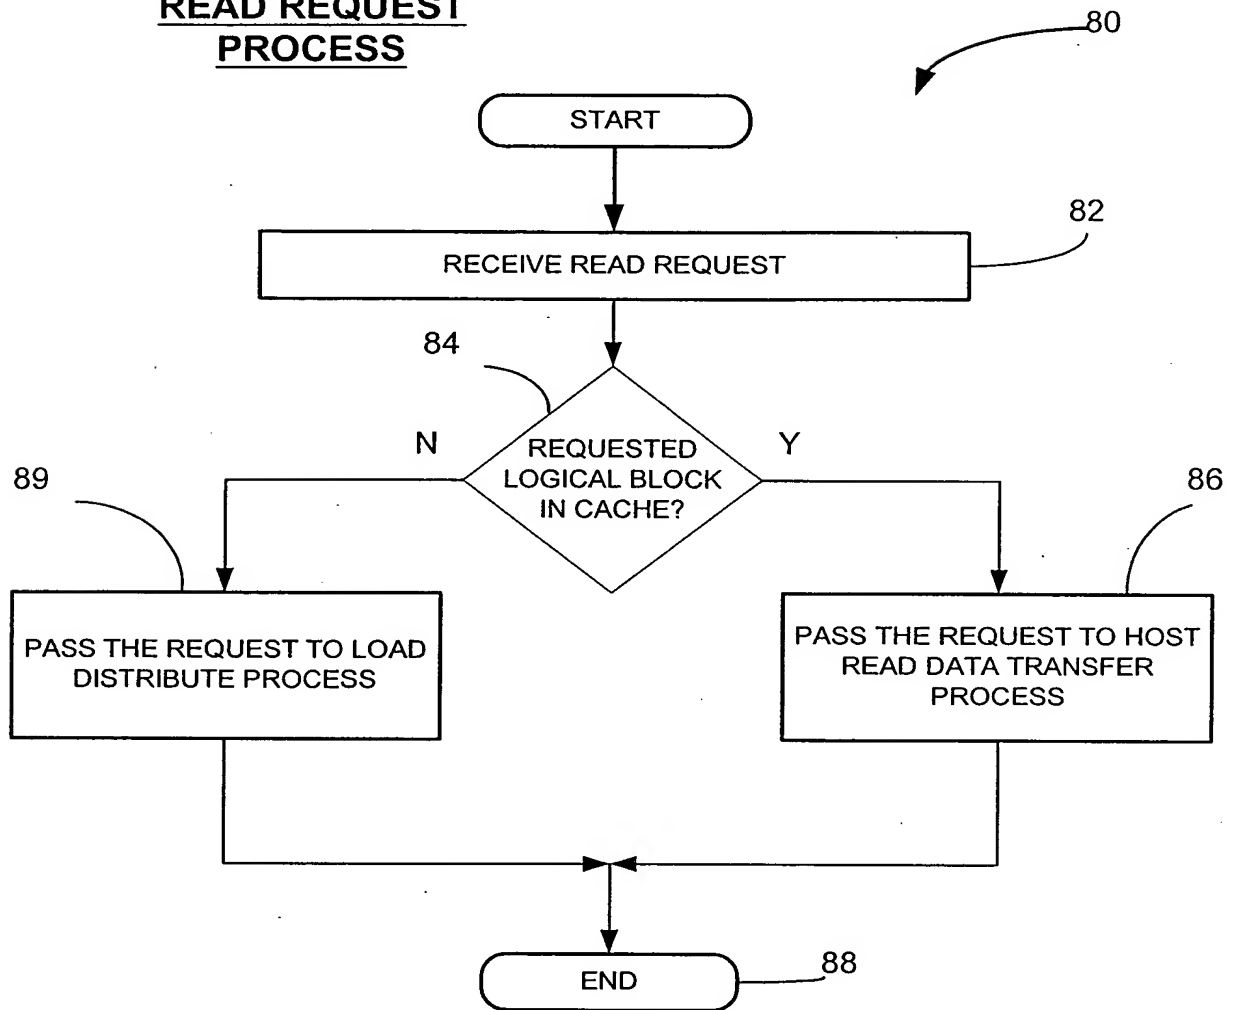 READ REQUEST
PROCESS
80
START
82
RECEIVE READ REQUEST
84
N
REQUESTED
LOGICAL BLOCK
IN CACHE?
Y
89
86
PASS THE REQUEST TO LOAD
DISTRIBUTE PROCESS
PASS THE REQUEST TO HOST
READ DATA TRANSFER
PROCESS
END
88